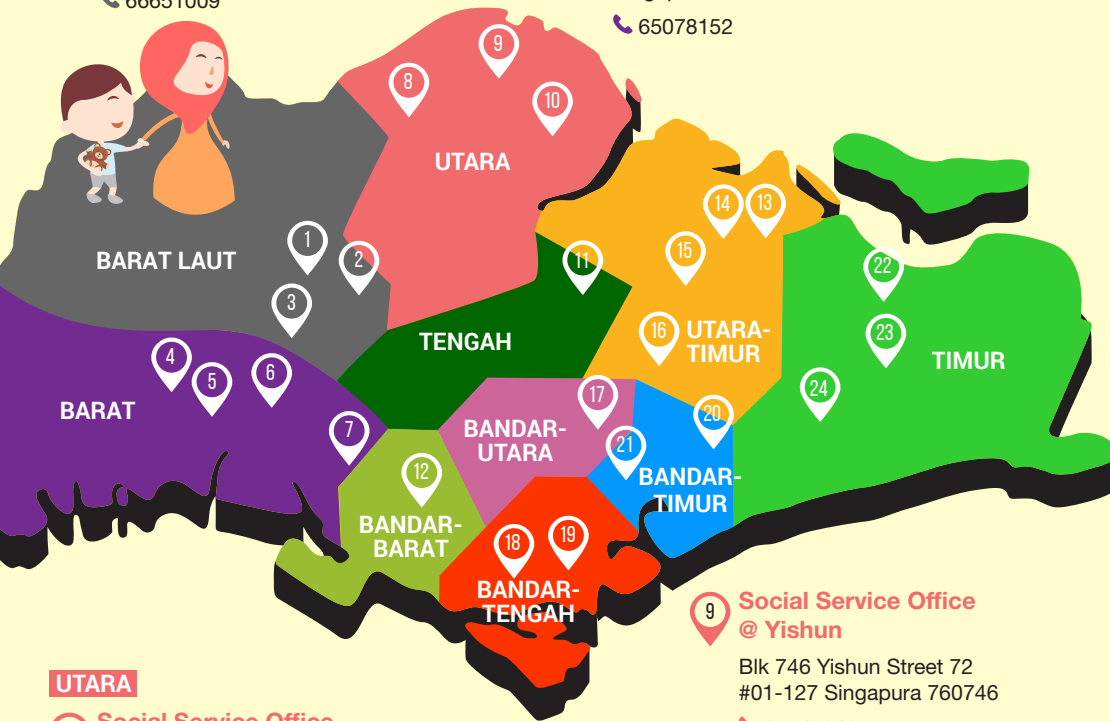 66651009
65078152
9
8
10
UTARA
14
13
1
BARAT LAUT
2
11
15
22
3
16
UTARA-
TIMUR
23
TENGAH
TIMUR
4
5
6
24
BARAT
17
20
7
BANDAR-
UTARA
21
12
BANDAR-
TIMUR
BANDAR-
BARAT
18
19
BANDAR-
TENGAH
9
Social Service Office
@ Yishun
Blk 746 Yishun Street 72
#01-127 Singapura 760746
UTARA
Social Service Office